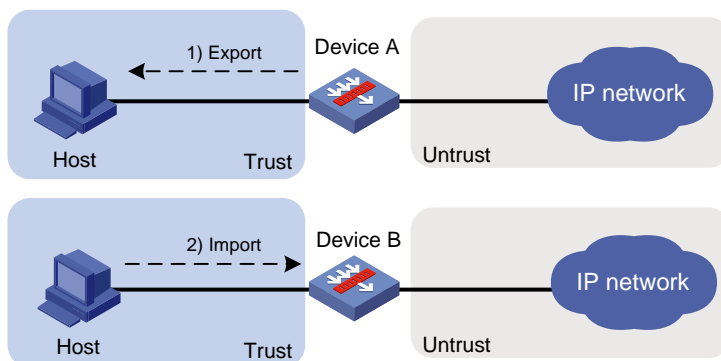 1) Export
Device A
IP network
Host
Trust
Untrust
2) Import
Device B
IP network
Host
Trust
Untrust